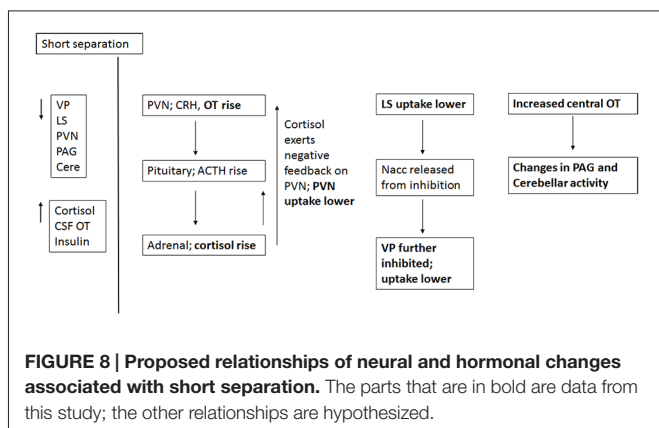 Short separation
VP
LS
PVN
PAG
Cere
Cortisol
CSF OT
Insulin
PVN; CRH, OT rise
Pituitary; ACTH rise
Adrenal; cortisol rise
Cortisol
exerts
negative
feedback on
PVN; PVN
uptake lower
LS uptake lower
Nacc released
from inhibition
VP further
inhibited;
uptake lower
Increased central OT
Changes in PAG and
Cerebellar activity
FIGURE 8 | Proposed relationships of neural and hormonal changes
associated with short separation. The parts that are in bold are data from
this study; the other relationships are hypothesized.